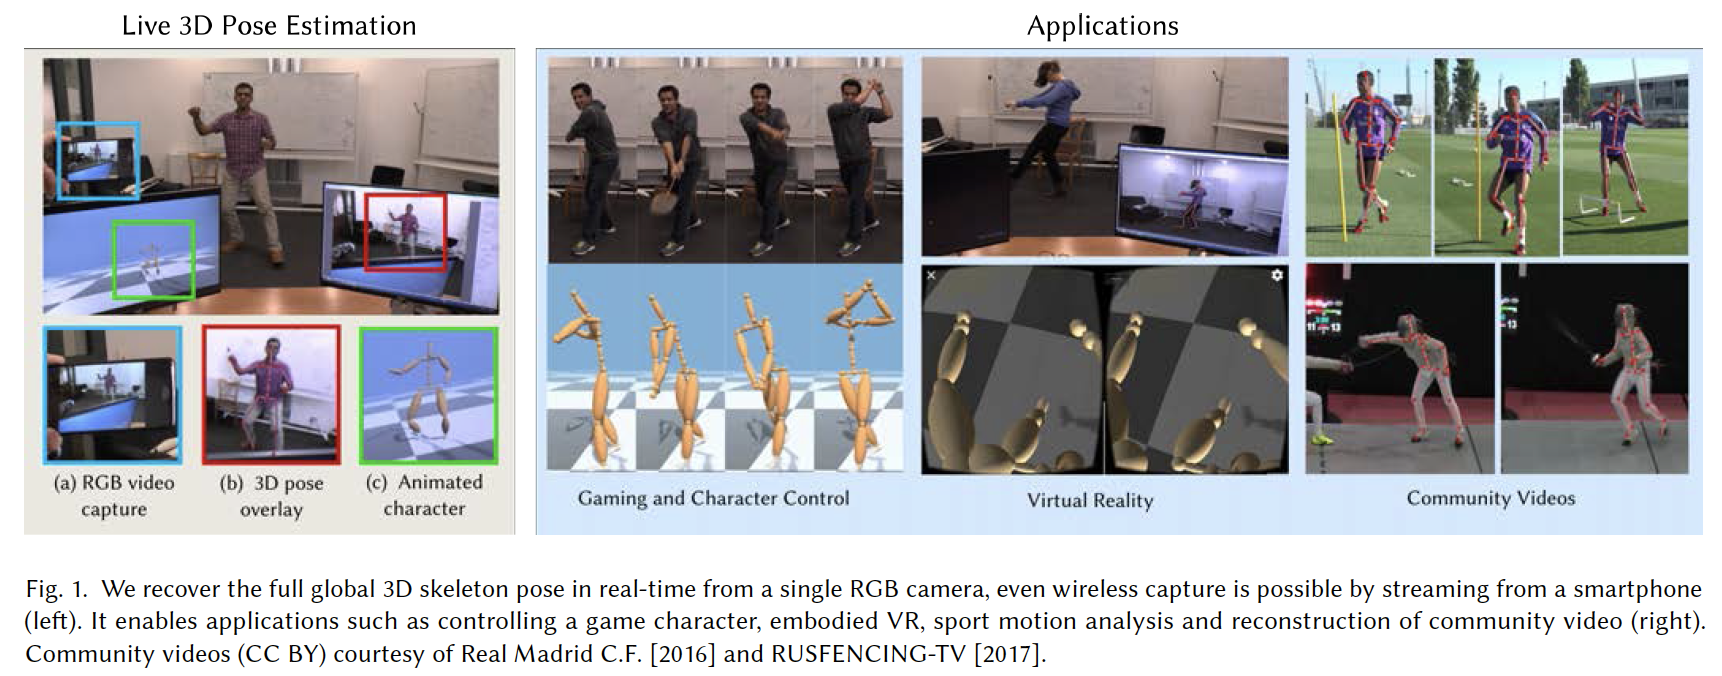 Live 3D Pose Estimation
Applications
(a) RGB video
capture
(b) 3D pose
overlay
(c) Animated
character
Gaming and Character Control
Virtual Reality
11
13
13
Community Videos
Fig. 1. We recover the full global 3D skeleton pose in real-time from a single RGB camera, even wireless capture is possible by streaming from a smartphone
(left). It enables applications such as controlling a game character, embodied VR, sport motion analysis and reconstruction of community video (right).
Community videos (CC BY) courtesy of Real Madrid C.F. [2016] and RUSFENCING-TV [2017].